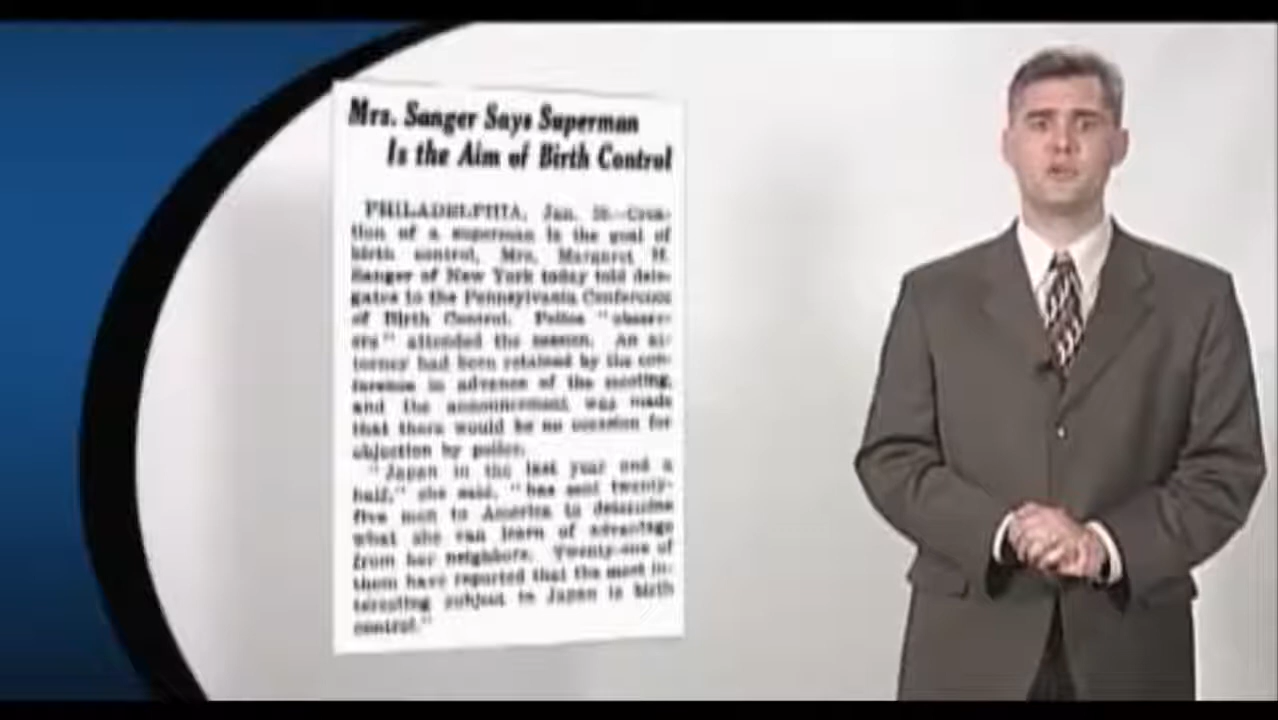 Mrs. Sanger Says Superman
Is the Aim of Birth Control
PHILADELPHIA, Jan. —Crea-
tion of a superman is the goal of
birth control, Mrs. Margaret H.
Sanger of New York today told dele-
gates to the Pennsylvania Conference
of Birth Control. Police "observ-
ers" attended the session. An at-
torney had been retained by the con-
ference in advance of the meeting,
and the announcement was made
that there would be no occasion for
objection by police.
"Japan in the last year and a
half," she said, "has sent twenty-
five men to America to determine
what she can learn of advantage
from her neighbors. Twenty-one of
them have reported that the most in-
teresting subject to Japan is birth
control."